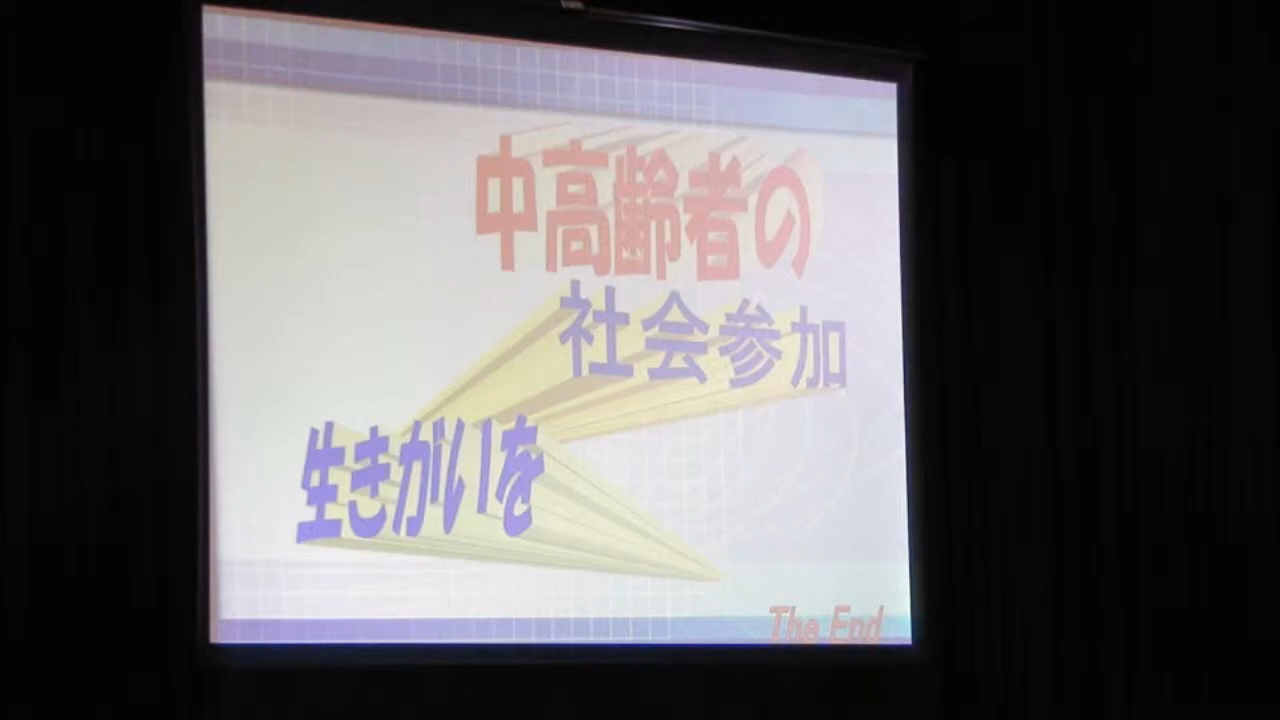 中高齢者の
社会参加
生きがいを
The End